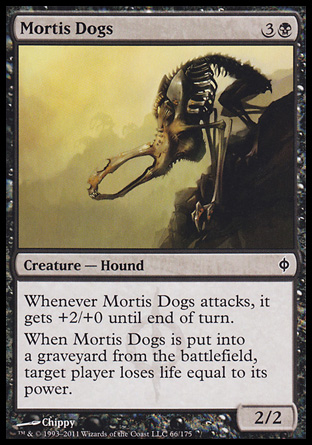 Mortis Dogs 3
Creature — Hound
Whenever Mortis Dogs attacks, it
gets +2/+0 until end of turn.
When Mortis Dogs is put into
a graveyard from the battlefield,
target player loses life equal to its
power.
Chippy
™ & © 1993–2011 Wizards of the Coast LLC 66/175
2/2